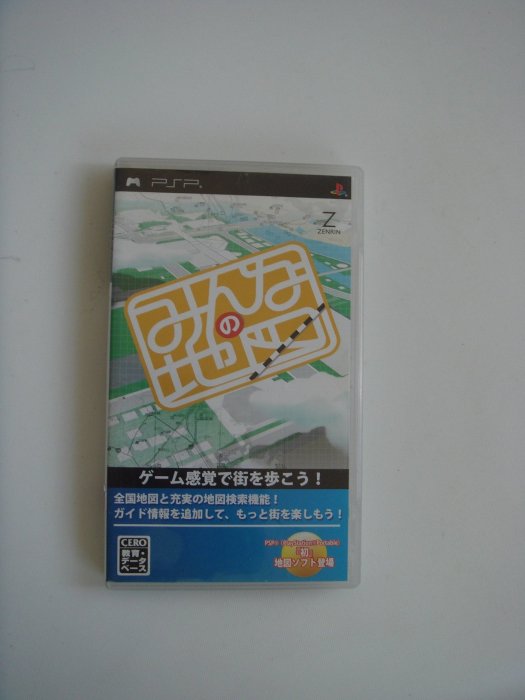 PSP
Z
ZENRIN
みんな
の
地図
ゲーム感覚で街を歩こう！
全国地図と充実の地図検索機能！
ガイド情報を追加して、もっと街を楽しもう！
CERO
教育・
データ
ベース
PSP®「PlayStation®Portable」
「初」
地図ソフト登場